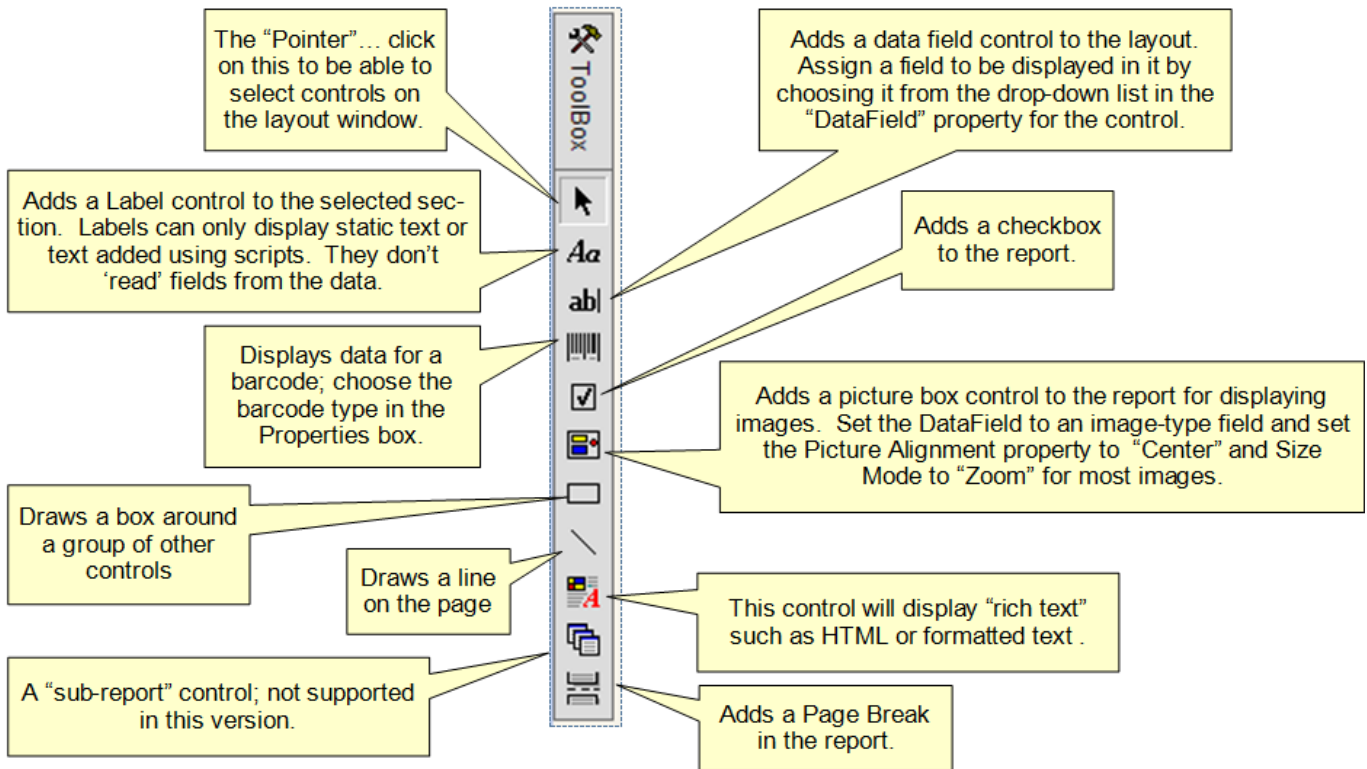 The “Pointer”… click
on this to be able to
select controls on
the layout window.
ToolBox
Adds a data field control to the layout.
Assign a field to be displayed in it by
choosing it from the drop-down list in the
“DataField” property for the control.
Adds a Label control to the selected sec-
tion. Labels can only display static text or
text added using scripts. They don’t
‘read’ fields from the data.
Aa
ab|
Adds a checkbox
to the report.
Displays data for a
barcode; choose the
barcode type in the
Properties box.
Adds a picture box control to the report for displaying
images. Set the DataField to an image-type field and set
the Picture Alignment property to “Center” and Size
Mode to “Zoom” for most images.
Draws a box around
a group of other
controls
Draws a line
on the page
A
This control will display “rich text”
such as HTML or formatted text .
A “sub-report” control; not supported
in this version.
Adds a Page Break
in the report.